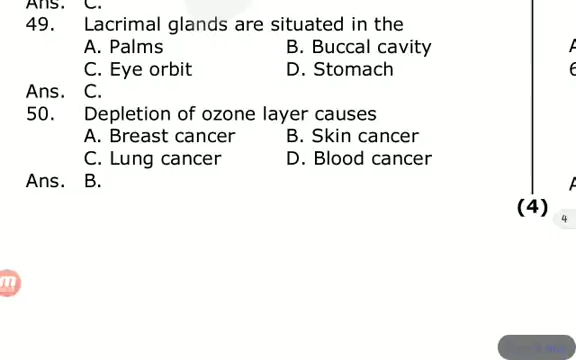 Ans. C.
49. Lacrimal glands are situated in the
A. Palms B. Buccal cavity
C. Eye orbit D. Stomach
Ans. C.
50. Depletion of ozone layer causes
A. Breast cancer B. Skin cancer
C. Lung cancer D. Blood cancer
Ans. B.
(4)
4